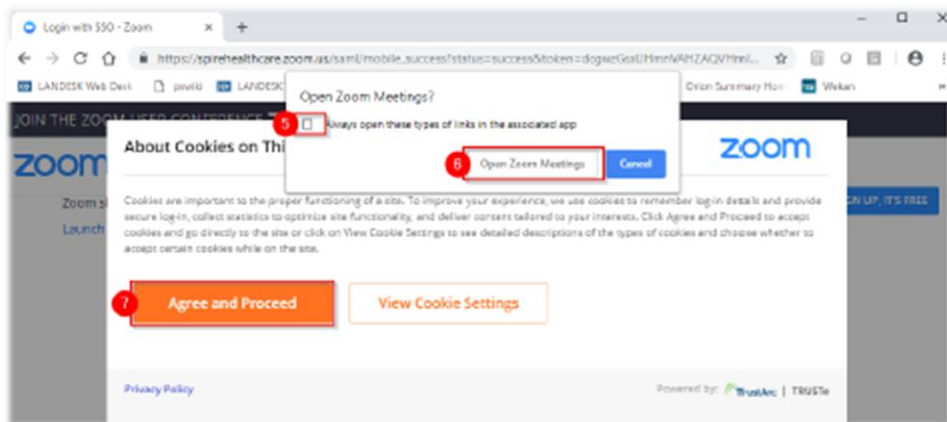 Login with SSO - Zoom
https://spirehealthcare.zoom.us/saml/mobile_success?status=success&token=
LANDESK Web Desk
LANDESK
Orion Summary Hom
Wekan
Open Zoom Meetings?
5
Always open these types of links in the associated app
6
Open Zoom Meetings
Cancel
JOIN THE ZOOM USER CONFERENCE
zoom
Zoom
Launch
About Cookies on Thi
zoom
GN UP, IT'S FREE
Cookies are important to the proper functioning of a site. To improve your experience, we use cookies to remember log-in details and provide
secure log-in, collect statistics to optimize site functionality, and deliver content tailored to your interests. Click Agree and Proceed to accept
cookies and go directly to the site or click on View Cookie Settings to see detailed descriptions of the types of cookies and choose whether to
accept certain cookies while on the site.
7
Agree and Proceed
View Cookie Settings
Privacy Policy
Powered by: TrustArc | TRUSTe